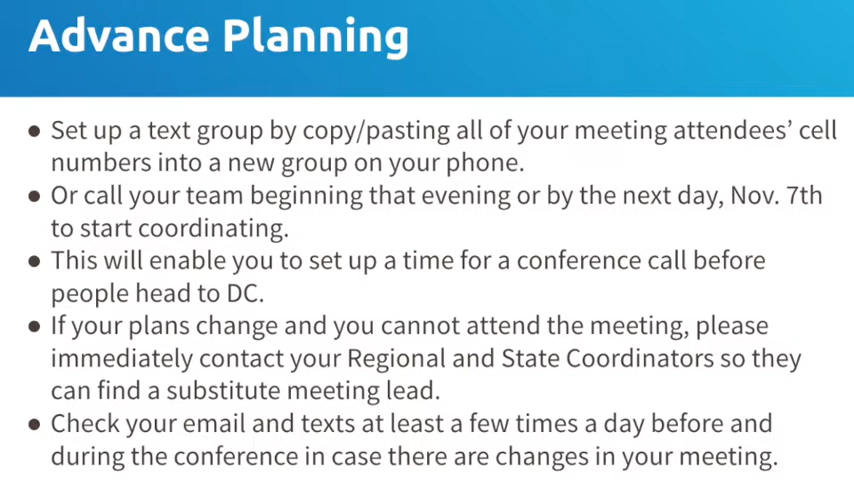 Advance Planning
● Set up a text group by copy/pasting all of your meeting attendees’ cell
numbers into a new group on your phone.
● Or call your team beginning that evening or by the next day, Nov. 7th
to start coordinating.
● This will enable you to set up a time for a conference call before
people head to DC.
● If your plans change and you cannot attend the meeting, please
immediately contact your Regional and State Coordinators so they
can find a substitute meeting lead.
● Check your email and texts at least a few times a day before and
during the conference in case there are changes in your meeting.